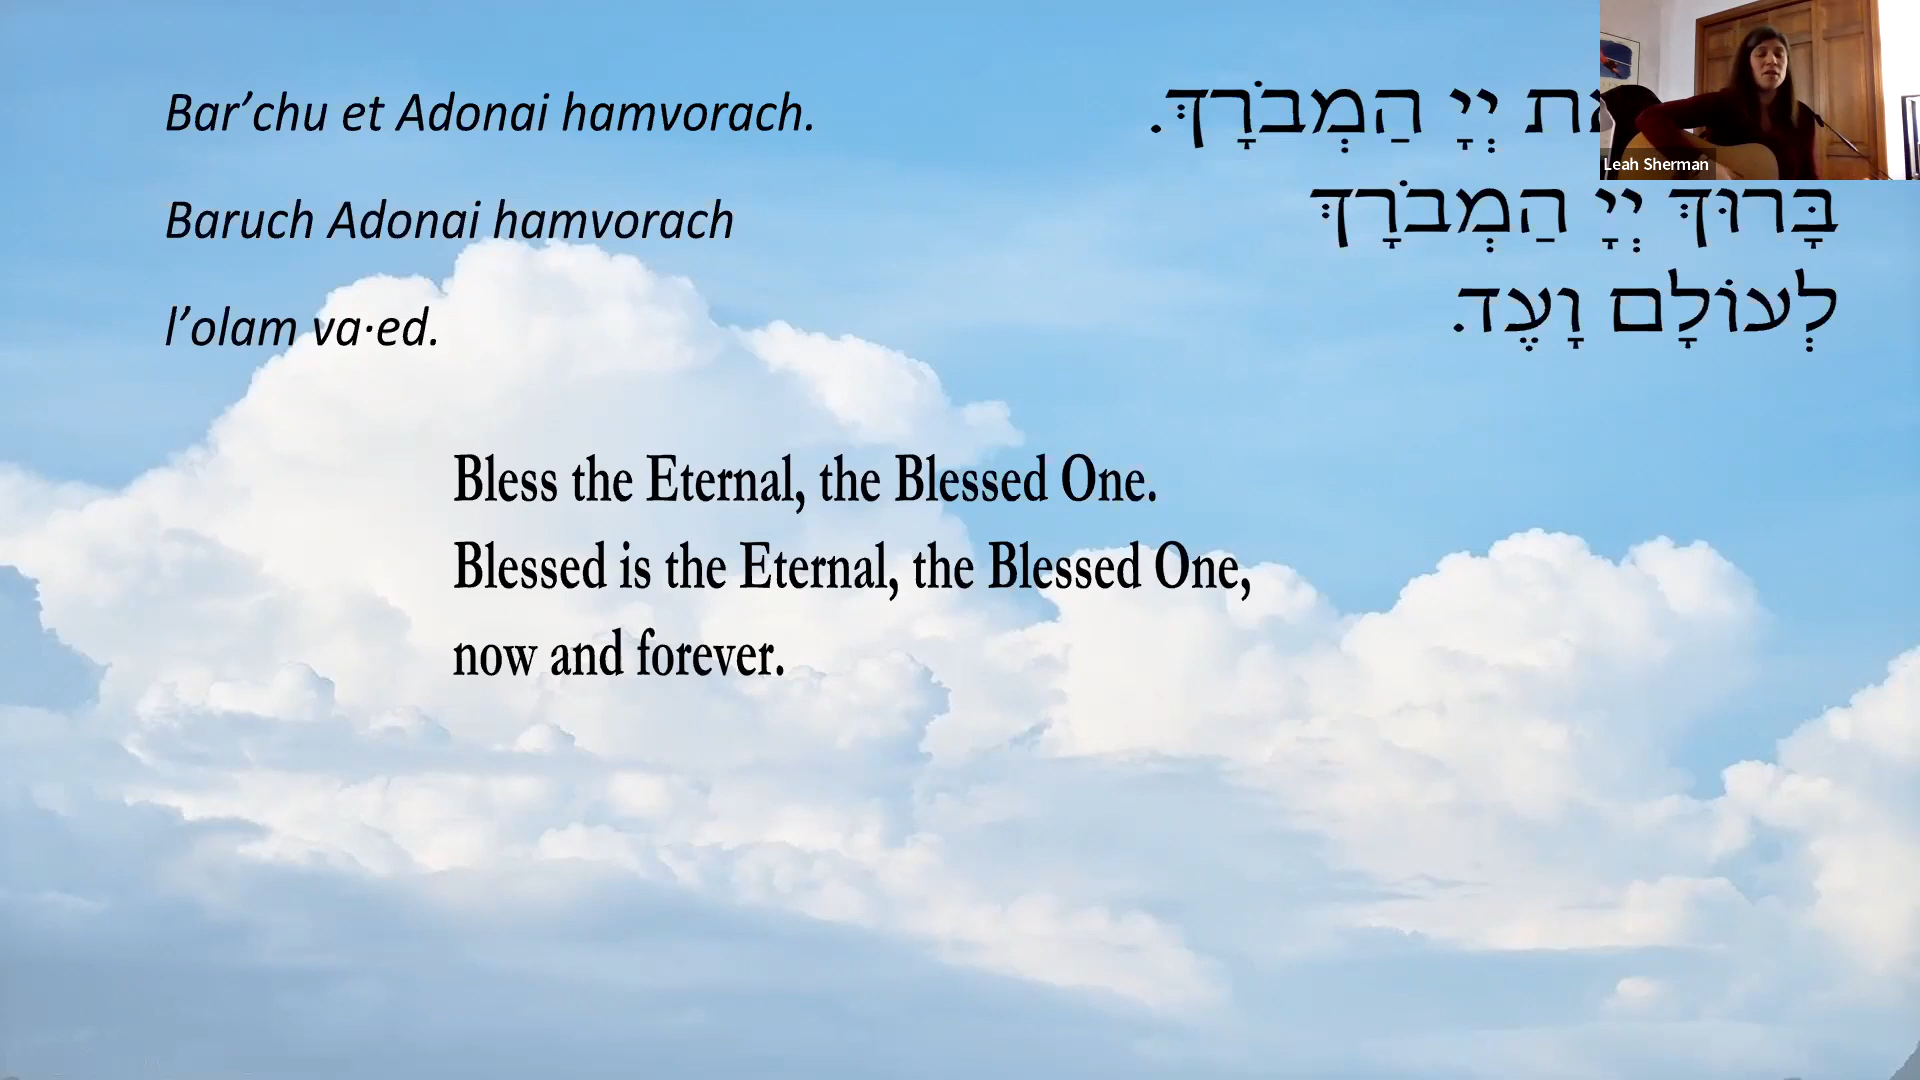 Bar’chu et Adonai hamvorach.
Baruch Adonai hamvorach
l’olam va·ed.
יְיָ הַמְבֹרָךְ.
בָּרוּךְ יְיָ הַמְבֹרָךְ
לְעוֹלָם וָעֶד.
Bless the Eternal, the Blessed One.
Blessed is the Eternal, the Blessed One,
now and forever.
Leah Sherman